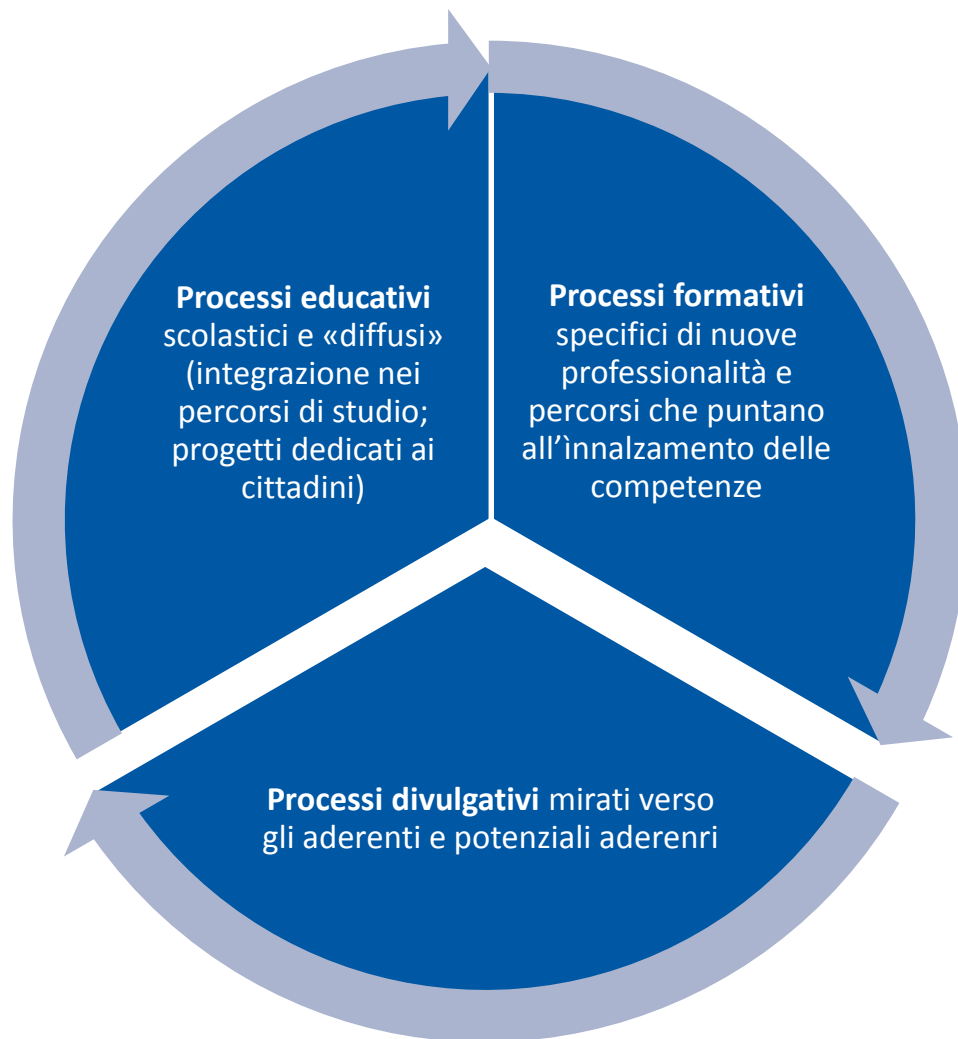 Processi educativi
scolastici e «diffusi»
(integrazione nei
percorsi di studio;
progetti dedicati ai
cittadini)
Processi formativi
specifici di nuove
professionalità e
percorsi che puntano
all’ìnnalzamento delle
competenze
Processi divulgativi mirati verso
gli aderenti e potenziali aderenri